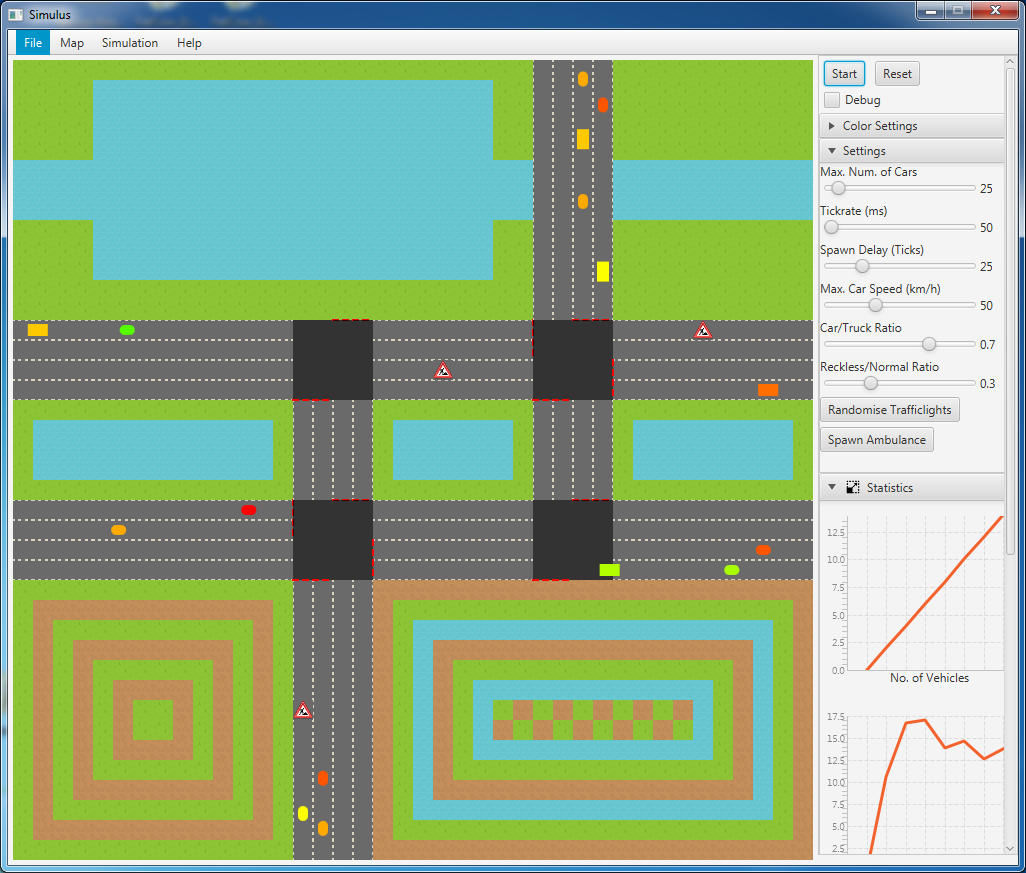 Simulus
File Map Simulation Help
Start Reset
Debug
Color Settings
Settings
Max. Num. of Cars
25
Tickrate (ms)
50
Spawn Delay (Ticks)
25
Max. Car Speed (km/h)
50
Car/Truck Ratio
0.7
Reckless/Normal Ratio
0.3
Randomise Trafficlights
Spawn Ambulance
Statistics
12.5
10.0
7.5
5.0
2.5
0.0
No. of Vehicles
17.5
15.0
12.5
10.0
7.5
5.0
2.5